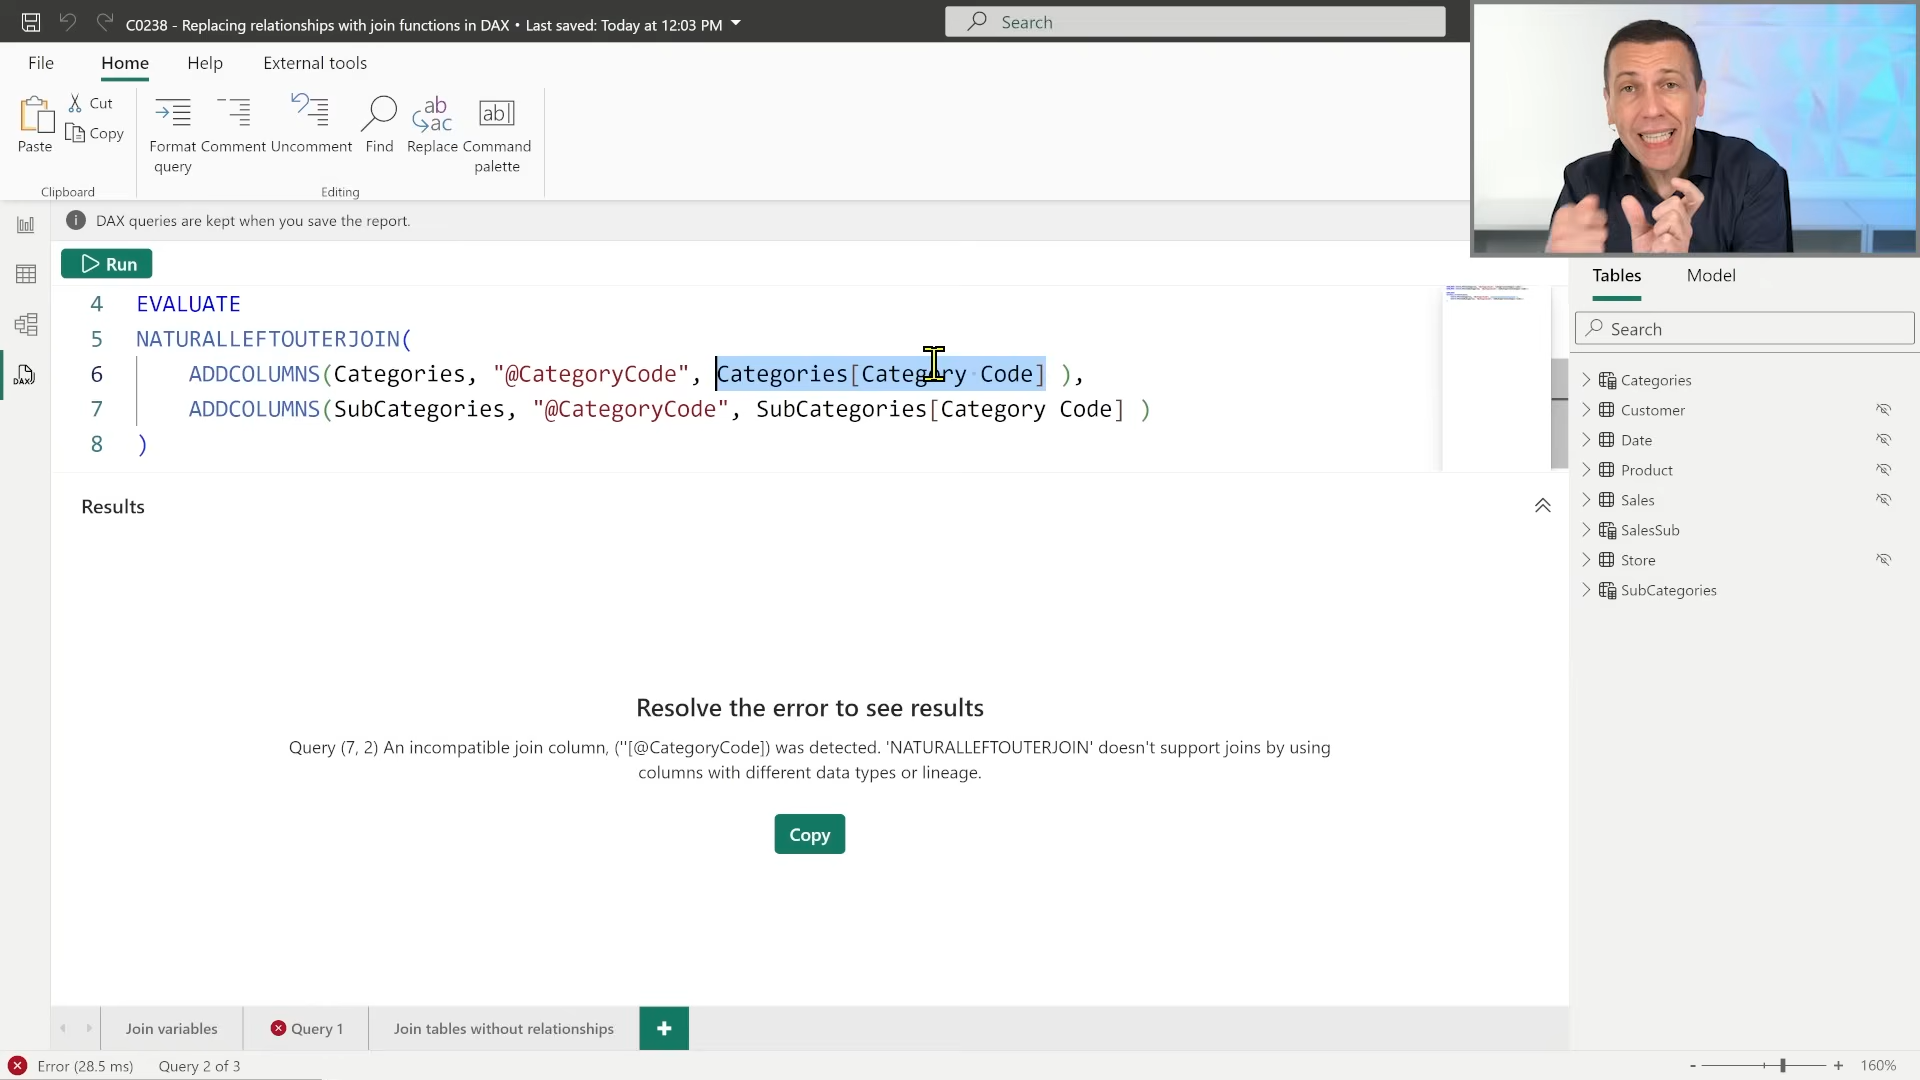 C0238 - Replacing relationships with join functions in DAX • Last saved: Today at 12:03 PM
Search
File
Home
Help
External tools
Paste
Cut
Copy
Format query
Comment
Uncomment
Find
Replace
Command palette
Clipboard
Editing
DAX queries are kept when you save the report.
Run
4 EVALUATE
5 NATURALLEFTOUTERJOIN(
6 ADDCOLUMNS(Categories, "@CategoryCode", Categories[Category Code] ),
7 ADDCOLUMNS(SubCategories, "@CategoryCode", SubCategories[Category Code] )
8 )
Results
Resolve the error to see results
Query (7, 2) An incompatible join column, (''[@CategoryCode]) was detected. 'NATURALLEFTOUTERJOIN' doesn't support joins by using
columns with different data types or lineage.
Copy
Tables
Model
Search
Categories
Customer
Date
Product
Sales
SalesSub
Store
SubCategories
Join variables
Query 1
Join tables without relationships
+
Error (28.5 ms)
Query 2 of 3
- + 160%